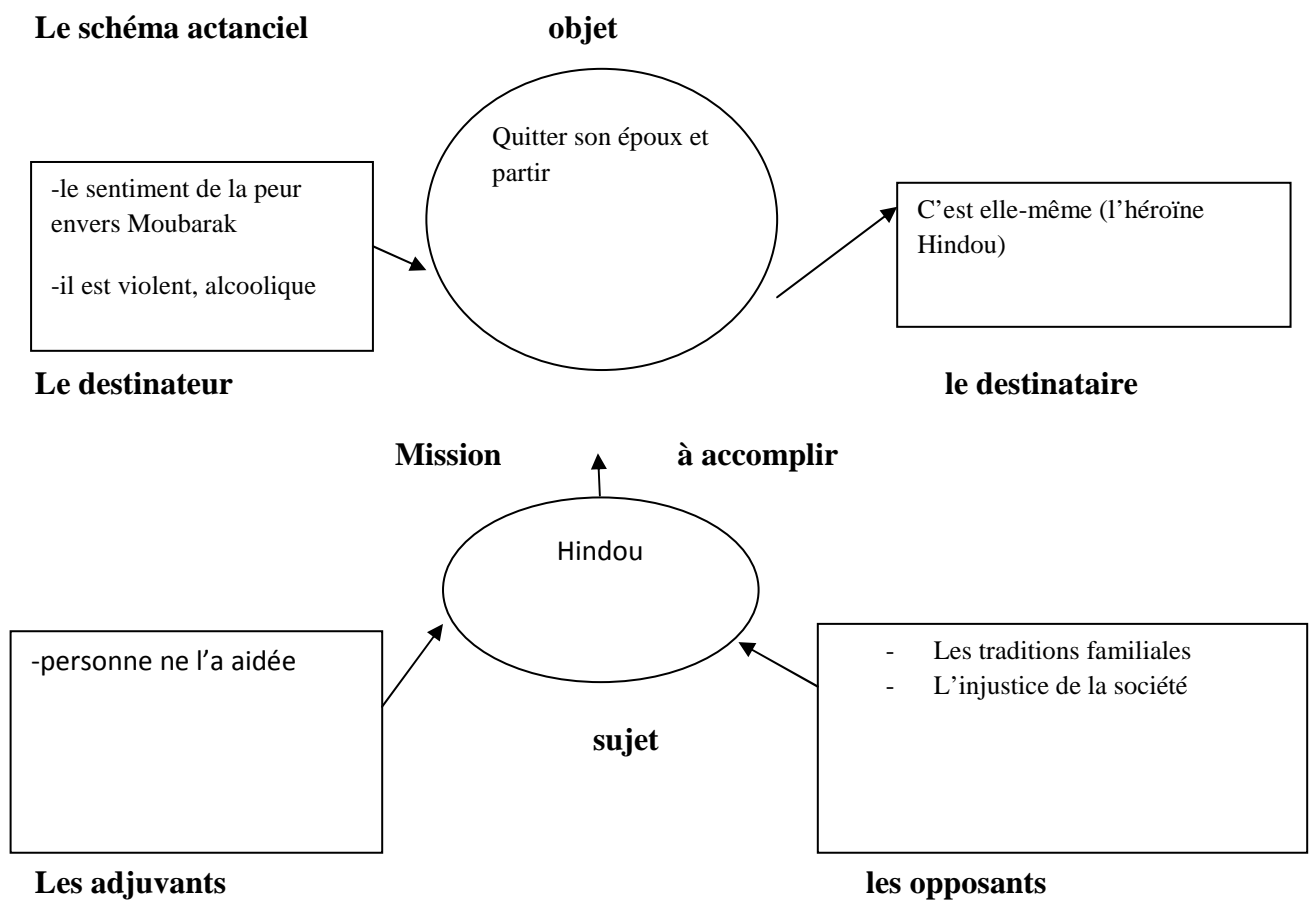 Le schéma actanciel objet
Quitter son époux et
partir
-le sentiment de la peur
envers Moubarak
-il est violent, alcoolique
C’est elle-même (l’héroïne
Hindou)
Le destinateur le destinataire
Mission à accomplir
Hindou
-personne ne l’a aidée
- Les traditions familiales
- L’injustice de la société
sujet
Les adjuvants les opposants